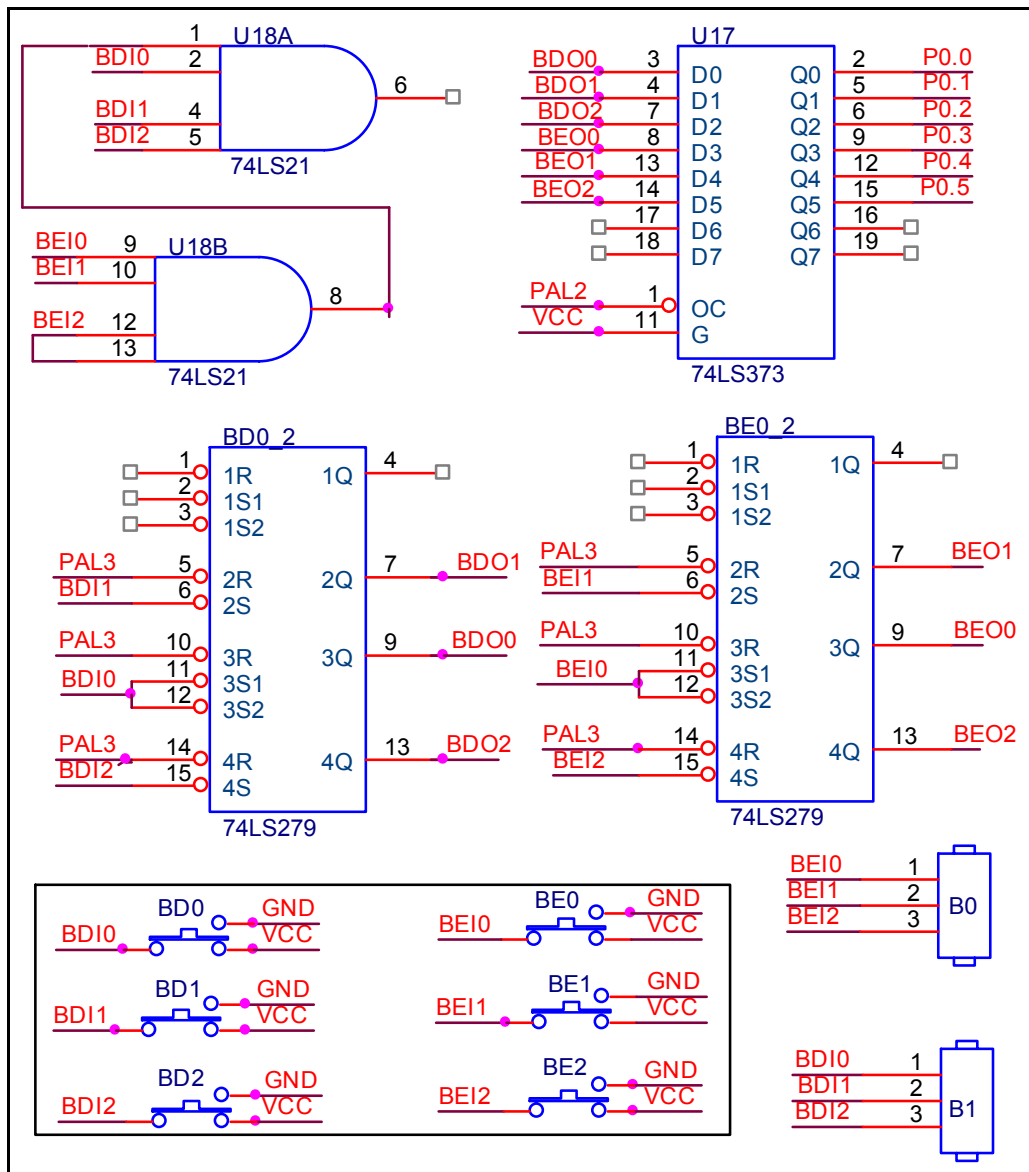 1 U18A
BDI0 2
6
BDI1 4
BDI2 5
74LS21
BEI0 9 U18B
BEI1 10
8
BEI2 12
13
74LS21
U17
BDO0 3 D0 Q0 2 P0.0
BDO1 4 D1 Q1 5 P0.1
BDO2 7 D2 Q2 6 P0.2
BEO0 8 D3 Q3 9 P0.3
BEO1 13 D4 Q4 12 P0.4
BEO2 14 D5 Q5 15 P0.5
17 D6 Q6 16
18 D7 Q7 19
PAL2 1 OC
VCC 11 G
74LS373
BD0_2
1 1R 1Q 4
2 1S1
3 1S2
PAL3 5 2R 2Q 7 BDO1
BDI1 6 2S
PAL3 10 3R 3Q 9 BDO0
BDI0 11 3S1
12 3S2
PAL3 14 4R 4Q 13 BDO2
BDI2 15 4S
74LS279
BE0_2
1 1R 1Q 4
2 1S1
3 1S2
PAL3 5 2R 2Q 7 BEO1
BEI1 6 2S
PAL3 10 3R 3Q 9 BEO0
BEI0 11 3S1
12 3S2
PAL3 14 4R 4Q 13 BEO2
BEI2 15 4S
74LS279
BD0 GND
BDI0 VCC
BD1 GND
BDI1 VCC
BD2 GND
BDI2 VCC
BE0 GND
BEI0 VCC
BE1 GND
BEI1 VCC
BE2 GND
BEI2 VCC
BEI0 1
BEI1 2 B0
BEI2 3
BDI0 1
BDI1 2 B1
BDI2 3